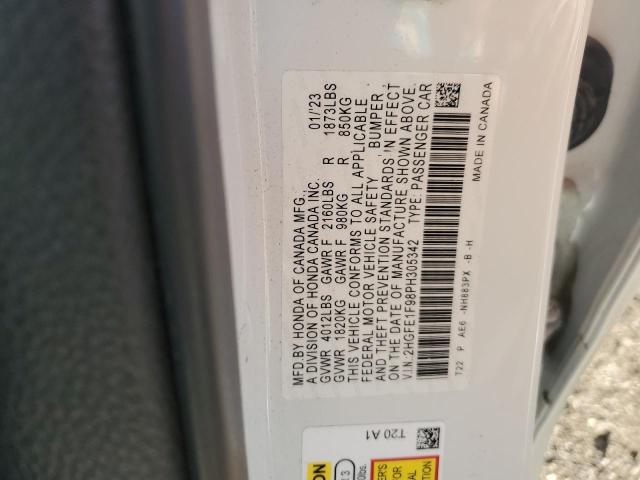 MFD.BY HONDA OF CANADA MFG.,
A DIVISION OF HONDA CANADA INC. 01/'23
GVWR 4012LBS GAWR F 2160LBS R 1873LBS
GVWR 1820KG GAWR F 980KG R 850KG
THIS VEHICLE CONFORMS TO ALL APPLICABLE
FEDERAL MOTOR VEHICLE SAFETY BUMPER,
AND THEFT PREVENTION STANDARDS IN EFFECT
ON THE DATE OF MANUFACTURE SHOWN ABOVE.
V.I.N.:2HGFE1F98PH305342 TYPE: PASSENGER CAR
T22 P AE6 -NH883PX -B -H
MADE IN CANADA
T20 A1